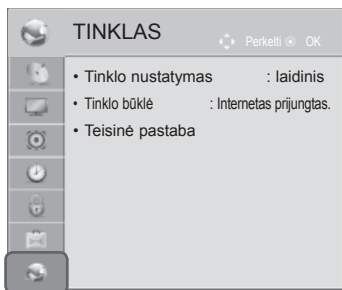 TINKLAS
Perkelti OK
• Tinklo nustatymas : laidinis
• Tinklo būklė : Internetas prijungtas.
• Teisinė pastaba